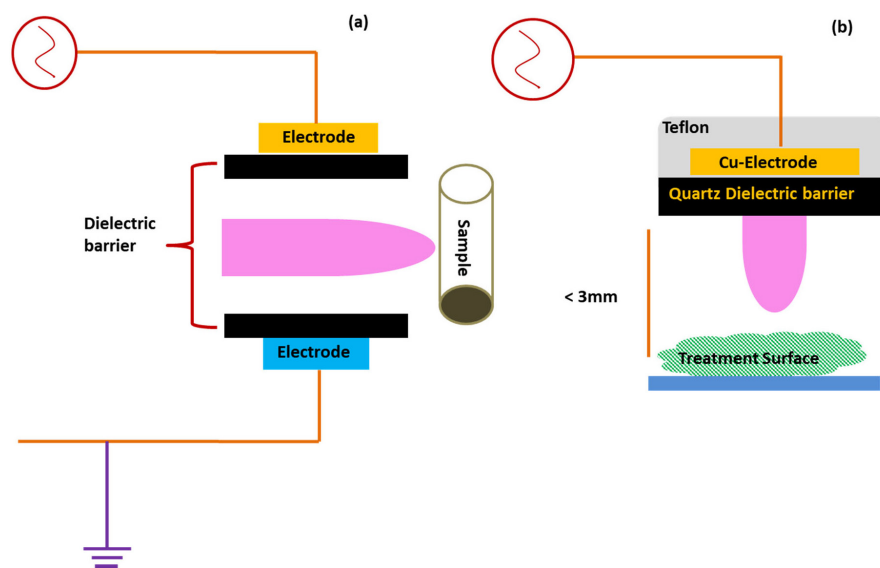 (a)
Electrode
Dielectric
barrier
Sample
Electrode
(b)
Teflon
Cu-Electrode
Quartz Dielectric barrier
< 3mm
Treatment Surface